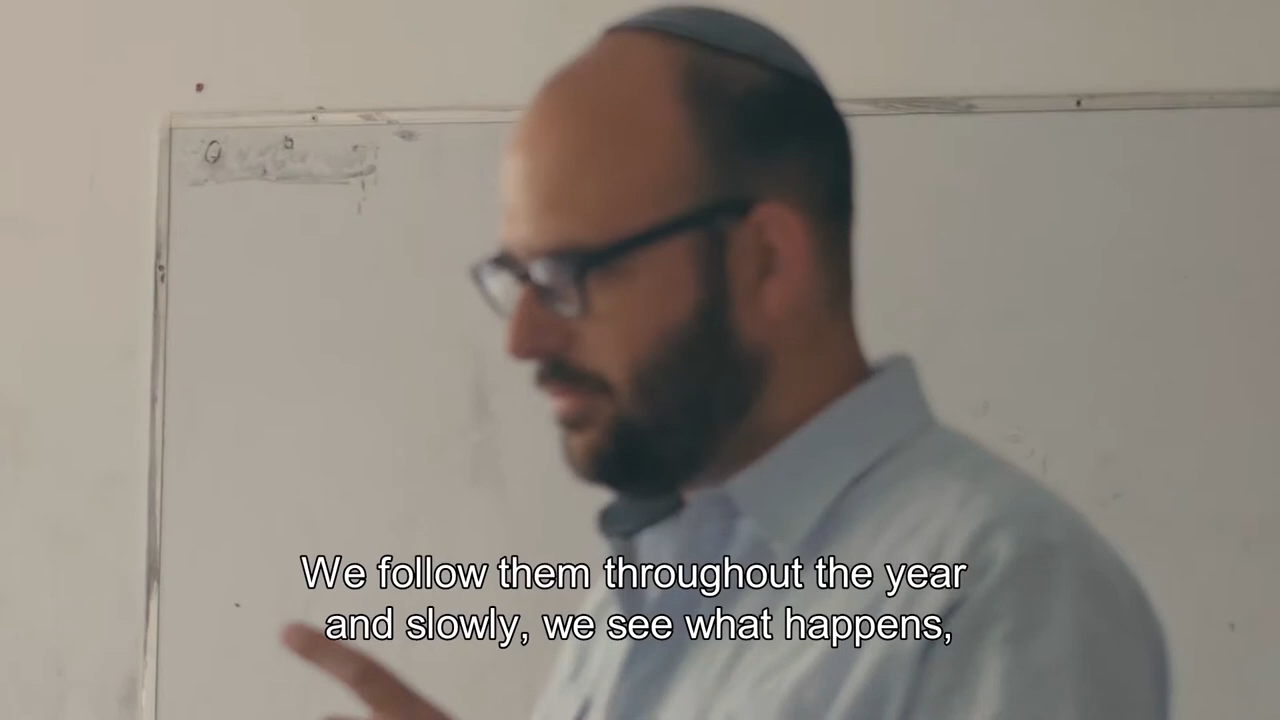 We follow them throughout the year
and slowly, we see what happens,